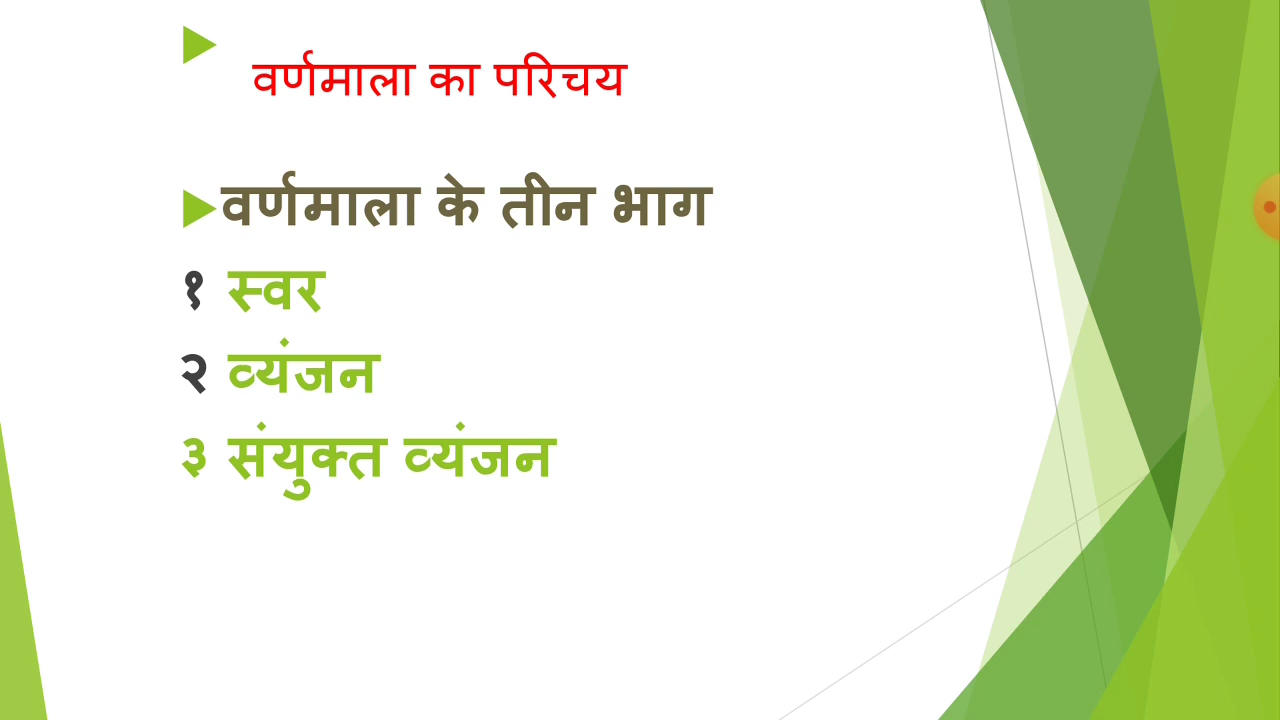 वर्णमाला का परिचय
वर्णमाला के तीन भाग
१ स्वर
२ व्यंजन
३ संयुक्त व्यंजन